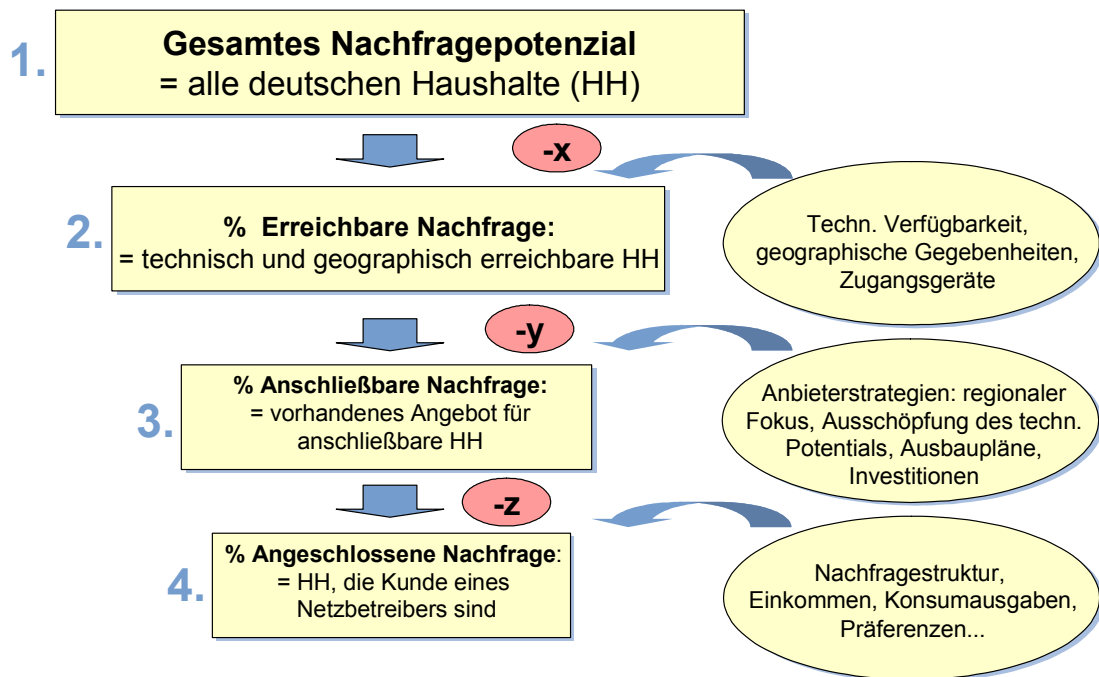 1.
Gesamtes Nachfragepotenzial
= alle deutschen Haushalte (HH)
-x
2.
% Erreichbare Nachfrage:
= technisch und geographisch erreichbare HH
Techn. Verfügbarkeit,
geographische Gegebenheiten,
Zugangsgeräte
-y
3.
% Anschließbare Nachfrage:
= vorhandenes Angebot für
anschließbare HH
Anbieterstrategien: regionaler
Fokus, Ausschöpfung des techn.
Potentials, Ausbaupläne,
Investitionen
-z
4.
% Angeschlossene Nachfrage:
= HH, die Kunde eines
Netzbetreibers sind
Nachfragestruktur,
Einkommen, Konsumausgaben,
Präferenzen...